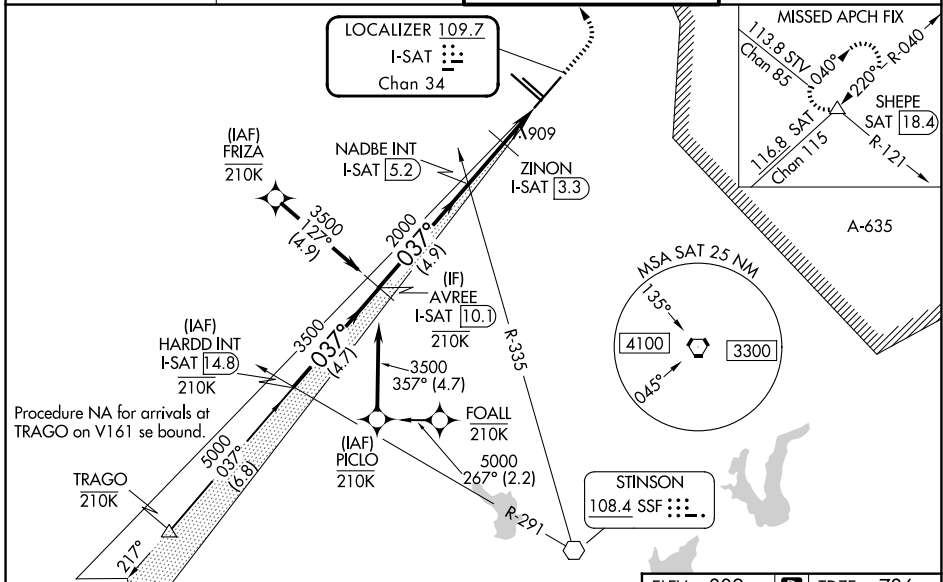 LOCALIZER 109.7
I-SAT
Chan 34
MISSED APCH FIX
113.8 STV
Chan 85
040°
220°
R-040
SHEPE
SAT 18.4
116.8 SAT
Chan 115
R-121
A-635
909
(IAF)
FRIZA
210K
NADBE INT
I-SAT 5.2
ZINON
I-SAT 3.3
3500
127°
(4.9)
2000
037°
(4.9)
(IF)
AVREE
I-SAT 10.1
210K
MSA SAT 25 NM
135°
4100
3300
045°
(IAF)
HARDD INT
I-SAT 14.8
210K
3500
037°
(4.7)
R-335
3500
357° (4.7)
Procedure NA for arrivals at
TRAGO on V161 se bound.
FOALL
210K
(IAF)
PICLO
210K
5000
267° (2.2)
5000
037°
(6.8)
TRAGO
210K
R-291
STINSON
108.4 SSF
217°